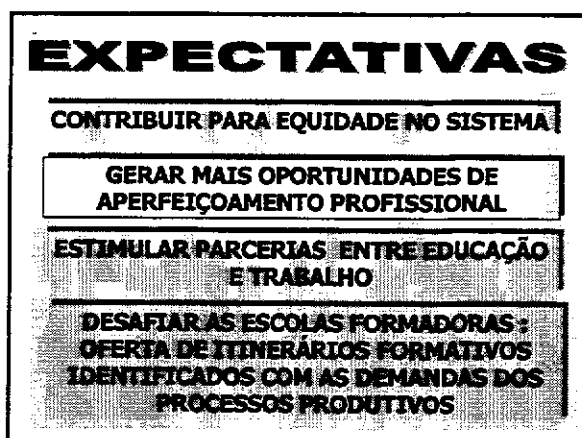 EXPECTATIVAS
CONTRIBUIR PARA EQUIDADE NO SISTEMA
GERAR MAIS OPORTUNIDADES DE
APERFEIÇOAMENTO PROFISSIONAL
ESTIMULAR PARCERIAS ENTRE EDUCAÇÃO
E TRABALHO
DESAFIAR AS ESCOLAS FORMADORAS :
OFERTA DE ITINERÁRIOS FORMATIVOS
IDENTIFICADOS COM AS DEMANDAS DOS
PROCESSOS PRODUTIVOS